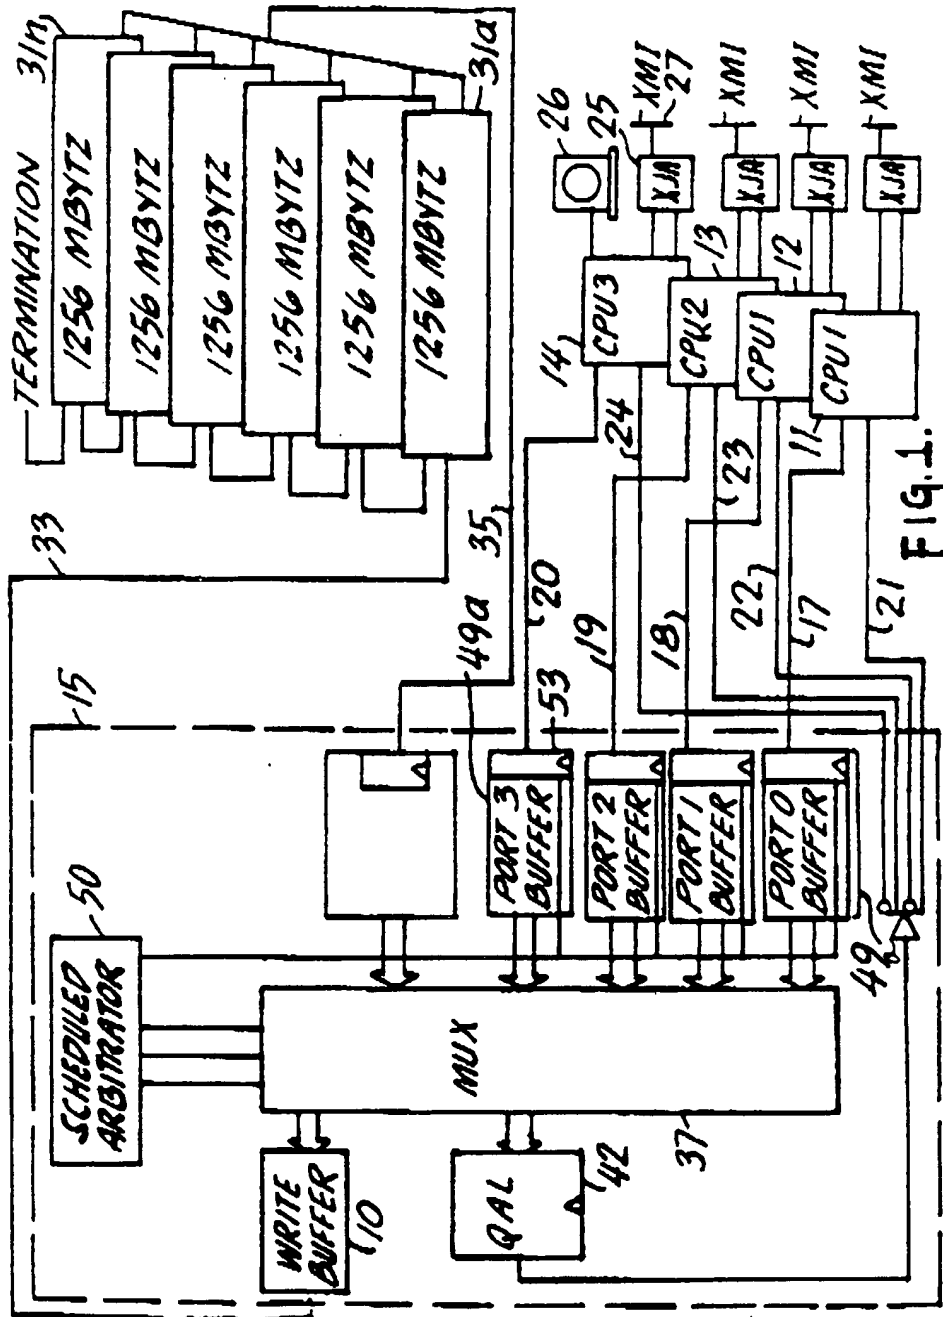 TERMINATION
31n
1256 MBYTZ
1256 MBYTZ
1256 MBYTZ
1256 MBYTZ
1256 MBYTZ
1256 MBYTZ
31a
33
35
15
50
SCHEDULED
ARBITRATOR
WRITE
BUFFER
10
MUX
37
QAL
42
49a
PORT 3
BUFFER
53
PORT 2
BUFFER
PORT 1
BUFFER
PORT 0
BUFFER
49
20
19
24
18
23
22
17
21
14
CPU3
13
CPU2
12
CPU1
11
CPU1
26
25
XJA
XMI
27
XJA
XMI
XJA
XMI
XJA
XMI
FIG.1.